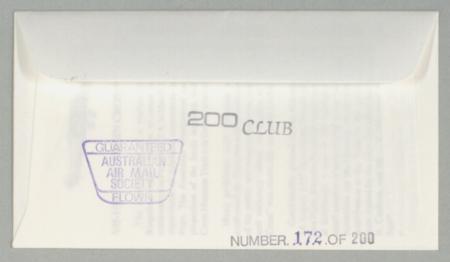 200 CLUB
GUARANTEED
AUSTRALIAN
AIR MAIL
SOCIETY
FLOWN
NUMBER. 172 .OF 200